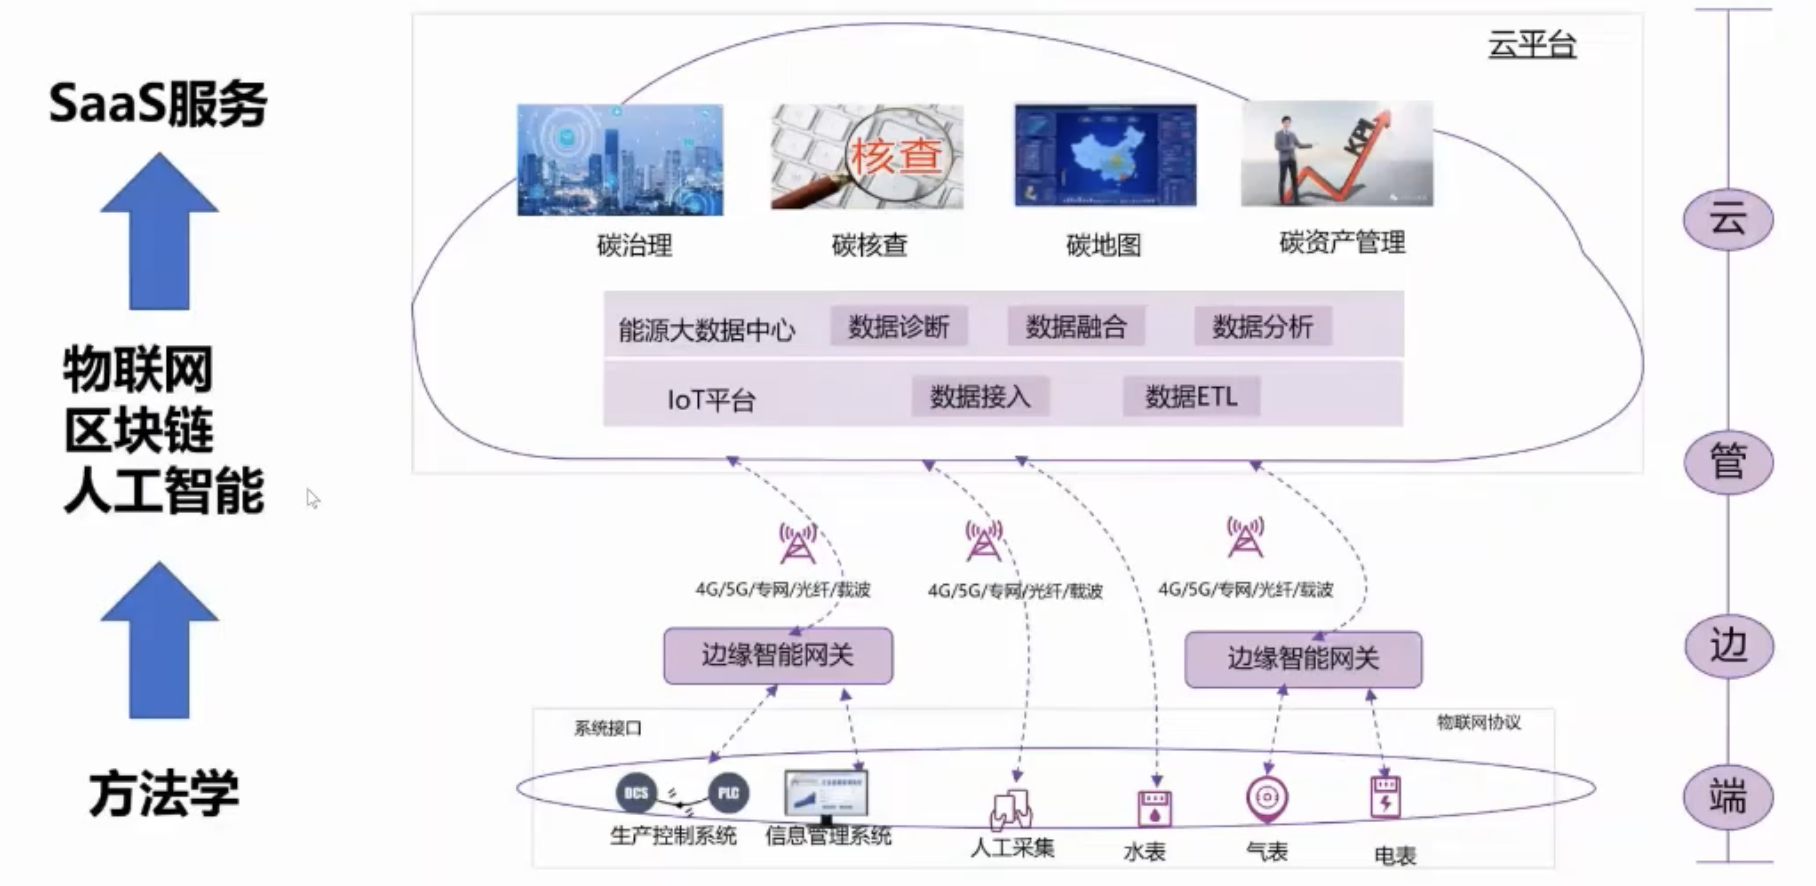 SaaS服务
物联网
区块链
人工智能
方法学
云平台
核查
KPI
碳治理
碳核查
碳地图
碳资产管理
能源大数据中心
数据诊断
数据融合
数据分析
IoT平台
数据接入
数据ETL
4G/5G/专网/光纤/载波
4G/5G/专网/光纤/载波
4G/5G/专网/光纤/载波
边缘智能网关
边缘智能网关
系统接口
物联网协议
DCS
PLC
生产控制系统
信息管理系统
人工采集
水表
气表
电表
云
管
边
端